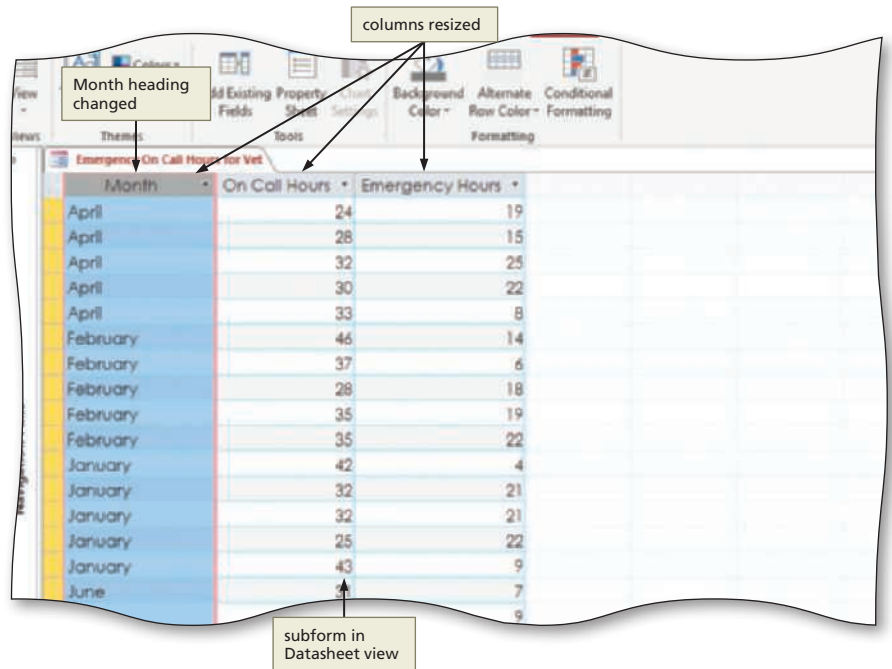 columns resized
Month heading
changed
Colors
View
Add Existing
Fields
Property
Sheet
Chart
Settings
Background
Color
Alternate
Row Color
Conditional
Formatting
Views
Themes
Tools
Formatting
Emergency On Call Hours for Vet
Month On Call Hours Emergency Hours
April 24 19
April 28 15
April 32 25
April 30 22
April 33 8
February 46 14
February 37 6
February 28 18
February 35 19
February 35 22
January 42 4
January 32 21
January 32 21
January 25 22
January 43 9
June 7
9
subform in
Datasheet view